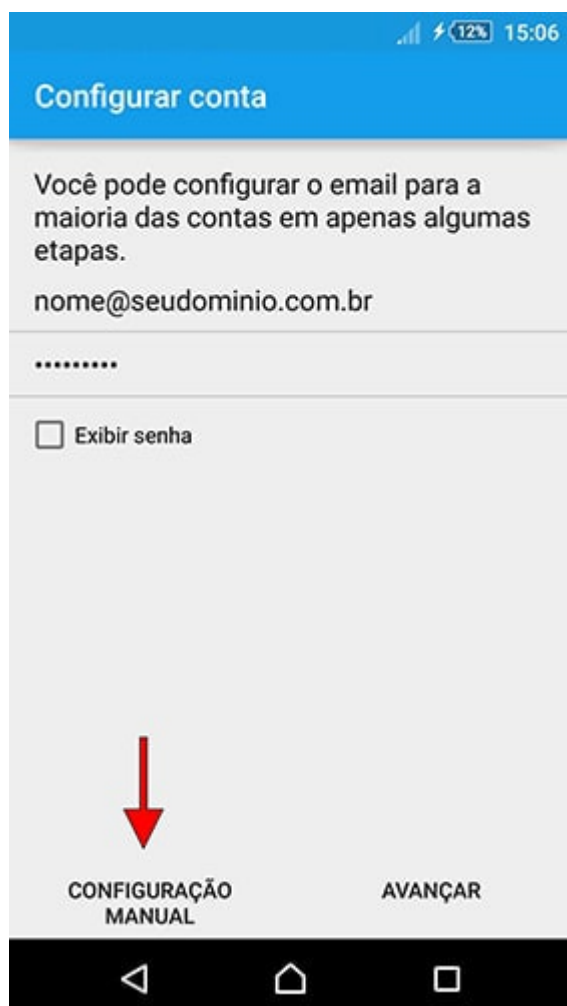 12% 15:06
Configurar conta
Você pode configurar o email para a
maioria das contas em apenas algumas
etapas.
nome@seudominio.com.br
•••••••••
Exibir senha
CONFIGURAÇÃO
MANUAL
AVANÇAR